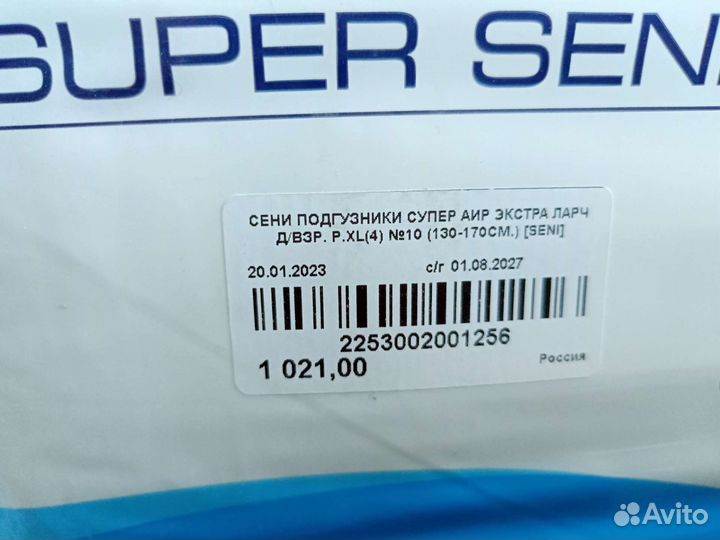 SUPER SENI
СЕНИ ПОДГУЗНИКИ СУПЕР АИР ЭКСТРА ЛАРЧ
Д/ВЗР. Р.XL(4) №10 (130-170СМ.) [SENI]
20.01.2023 с/г 01.08.2027
2253002001256
1 021,00 Россия
Avito